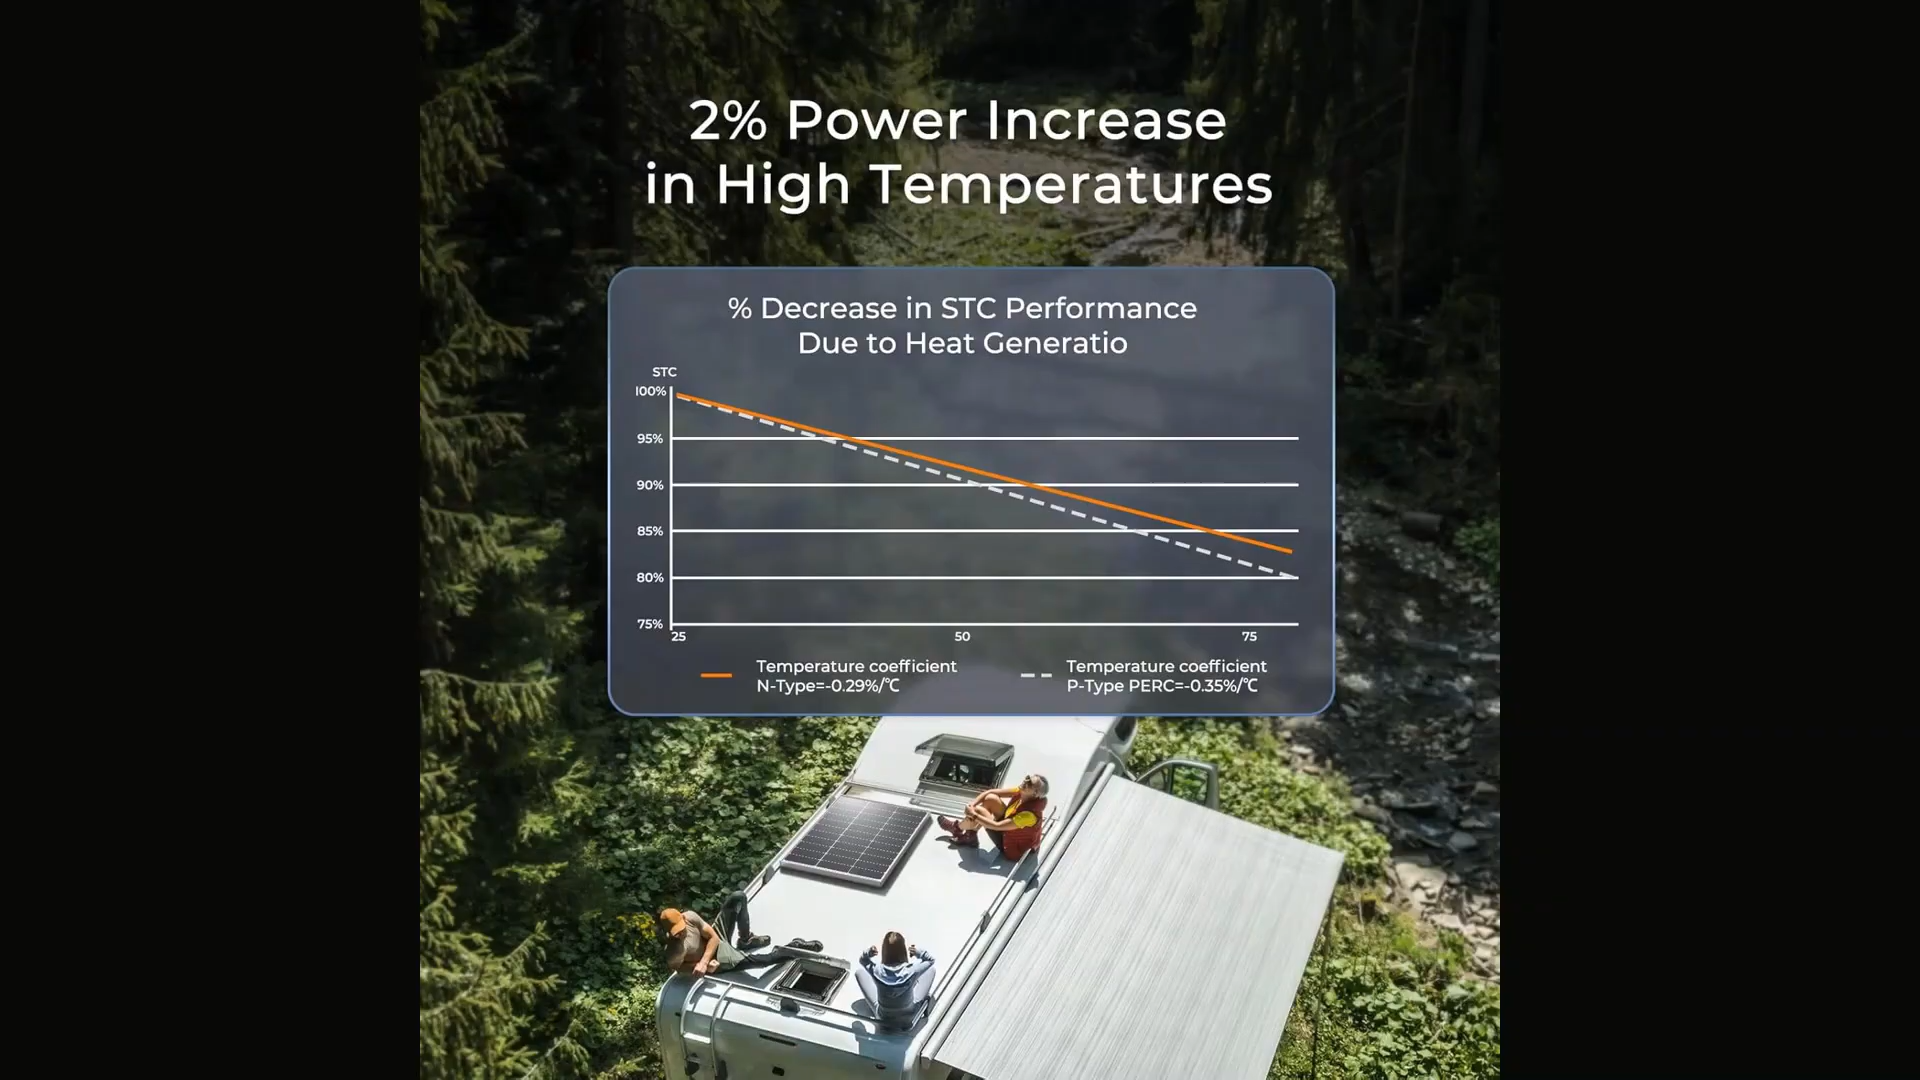 2% Power Increase
in High Temperatures
% Decrease in STC Performance
Due to Heat Generatio
STC
100%
95%
90%
85%
80%
75%
25
50
75
Temperature coefficient
N-Type=-0.29%/℃
Temperature coefficient
P-Type PERC=-0.35%/℃